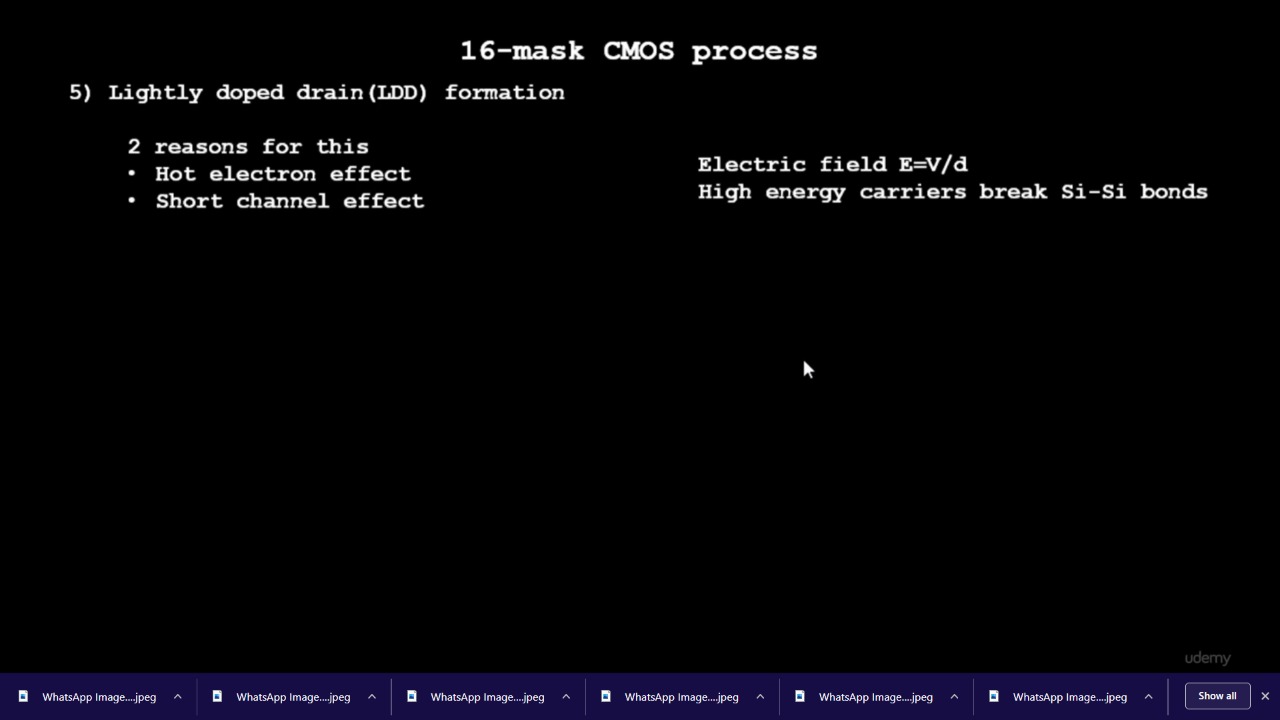 16-mask CMOS process
5) Lightly doped drain(LDD) formation
2 reasons for this
• Hot electron effect
• Short channel effect
Electric field E=V/d
High energy carriers break Si-Si bonds
udemy
WhatsApp Image....jpeg
WhatsApp Image....jpeg
WhatsApp Image....jpeg
WhatsApp Image....jpeg
WhatsApp Image....jpeg
WhatsApp Image....jpeg
Show all